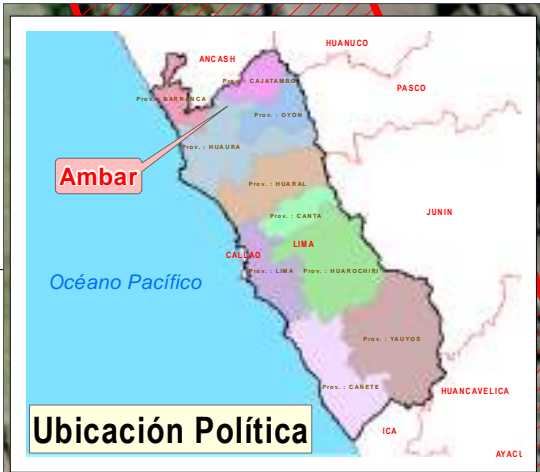 HUANUCO
ANCASH
Prov. : CAJATAMBO
PASCO
Prov. : BARRANCA
Prov. : OYON
Prov. : HUAURA
Ambar
Prov. : HUARAL
JUNIN
Prov. : CANTA
LIMA
CALLAO
Prov. : LIMA
Prov. : HUAROCHIRI
Océano Pacífico
Prov. : YAUYOS
Prov. : CAÑETE
HUANCAVELICA
Ubicación Política
ICA
AYACU